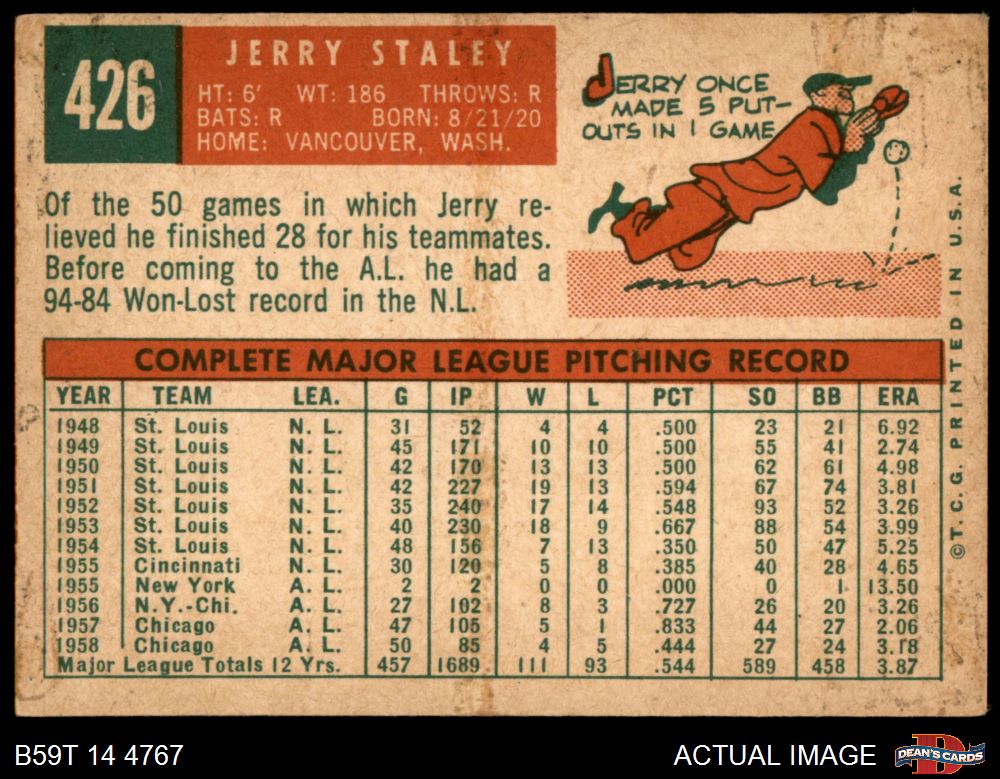 426
JERRY STALEY
HT: 6' WT: 186 THROWS: R
BATS: R BORN: 8/21/20
HOME: VANCOUVER, WASH.
JERRY ONCE
MADE 5 PUT-
OUTS IN 1 GAME
Of the 50 games in which Jerry re-
lieved he finished 28 for his teammates.
Before coming to the A.L. he had a
94-84 Won-Lost record in the N.L.
COMPLETE MAJOR LEAGUE PITCHING RECORD
YEAR TEAM LEA. G IP W L PCT SO BB ERA
1948 St. Louis N. L. 31 52 4 4 .500 23 21 6.92
1949 St. Louis N. L. 45 171 10 10 .500 55 41 2.74
1950 St. Louis N. L. 42 170 13 13 .500 62 61 4.98
1951 St. Louis N. L. 42 227 19 13 .594 67 74 3.81
1952 St. Louis N. L. 35 240 17 14 .548 93 52 3.26
1953 St. Louis N. L. 40 230 18 9 .667 88 54 3.99
1954 St. Louis N. L. 48 156 7 13 .350 50 47 5.25
1955 Cincinnati N. L. 30 120 5 8 .385 40 28 4.65
1955 New York A. L. 2 2 0 0 .000 0 1 13.50
1956 N.Y.-Chi. A. L. 27 102 8 3 .727 26 20 3.26
1957 Chicago A. L. 47 105 5 1 .833 44 27 2.06
1958 Chicago A. L. 50 85 4 5 .444 27 24 3.18
Major League Totals 12 Yrs. 457 1689 111 93 .544 589 458 3.87
© T. C. G. PRINTED IN U.S.A.
B59T 14 4767
ACTUAL IMAGE
DEAN'S CARDS